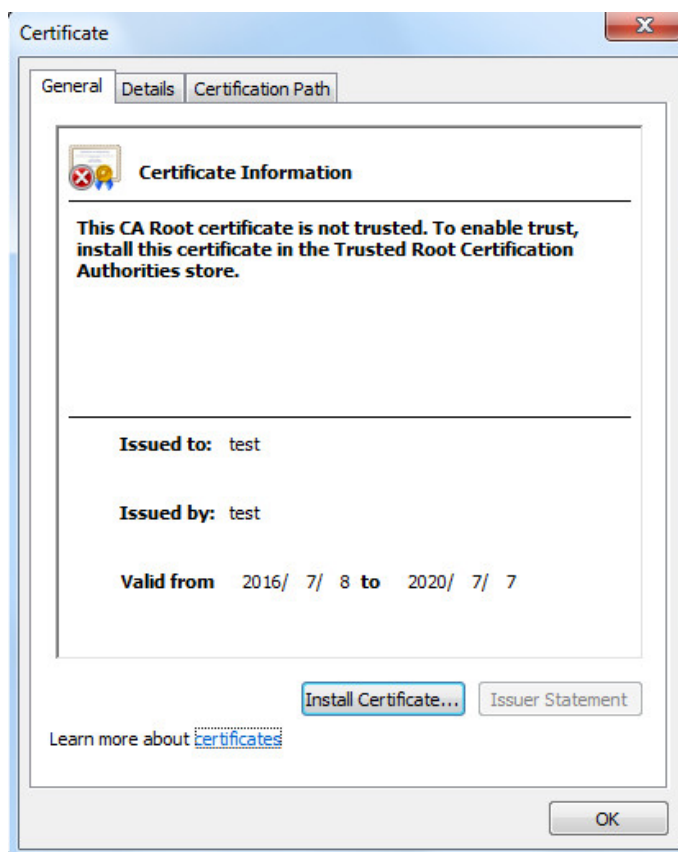 Certificate
General Details Certification Path
Certificate Information
This CA Root certificate is not trusted. To enable trust,
install this certificate in the Trusted Root Certification
Authorities store.
Issued to: test
Issued by: test
Valid from 2016/ 7/ 8 to 2020/ 7/ 7
Install Certificate... Issuer Statement
Learn more about certificates
OK